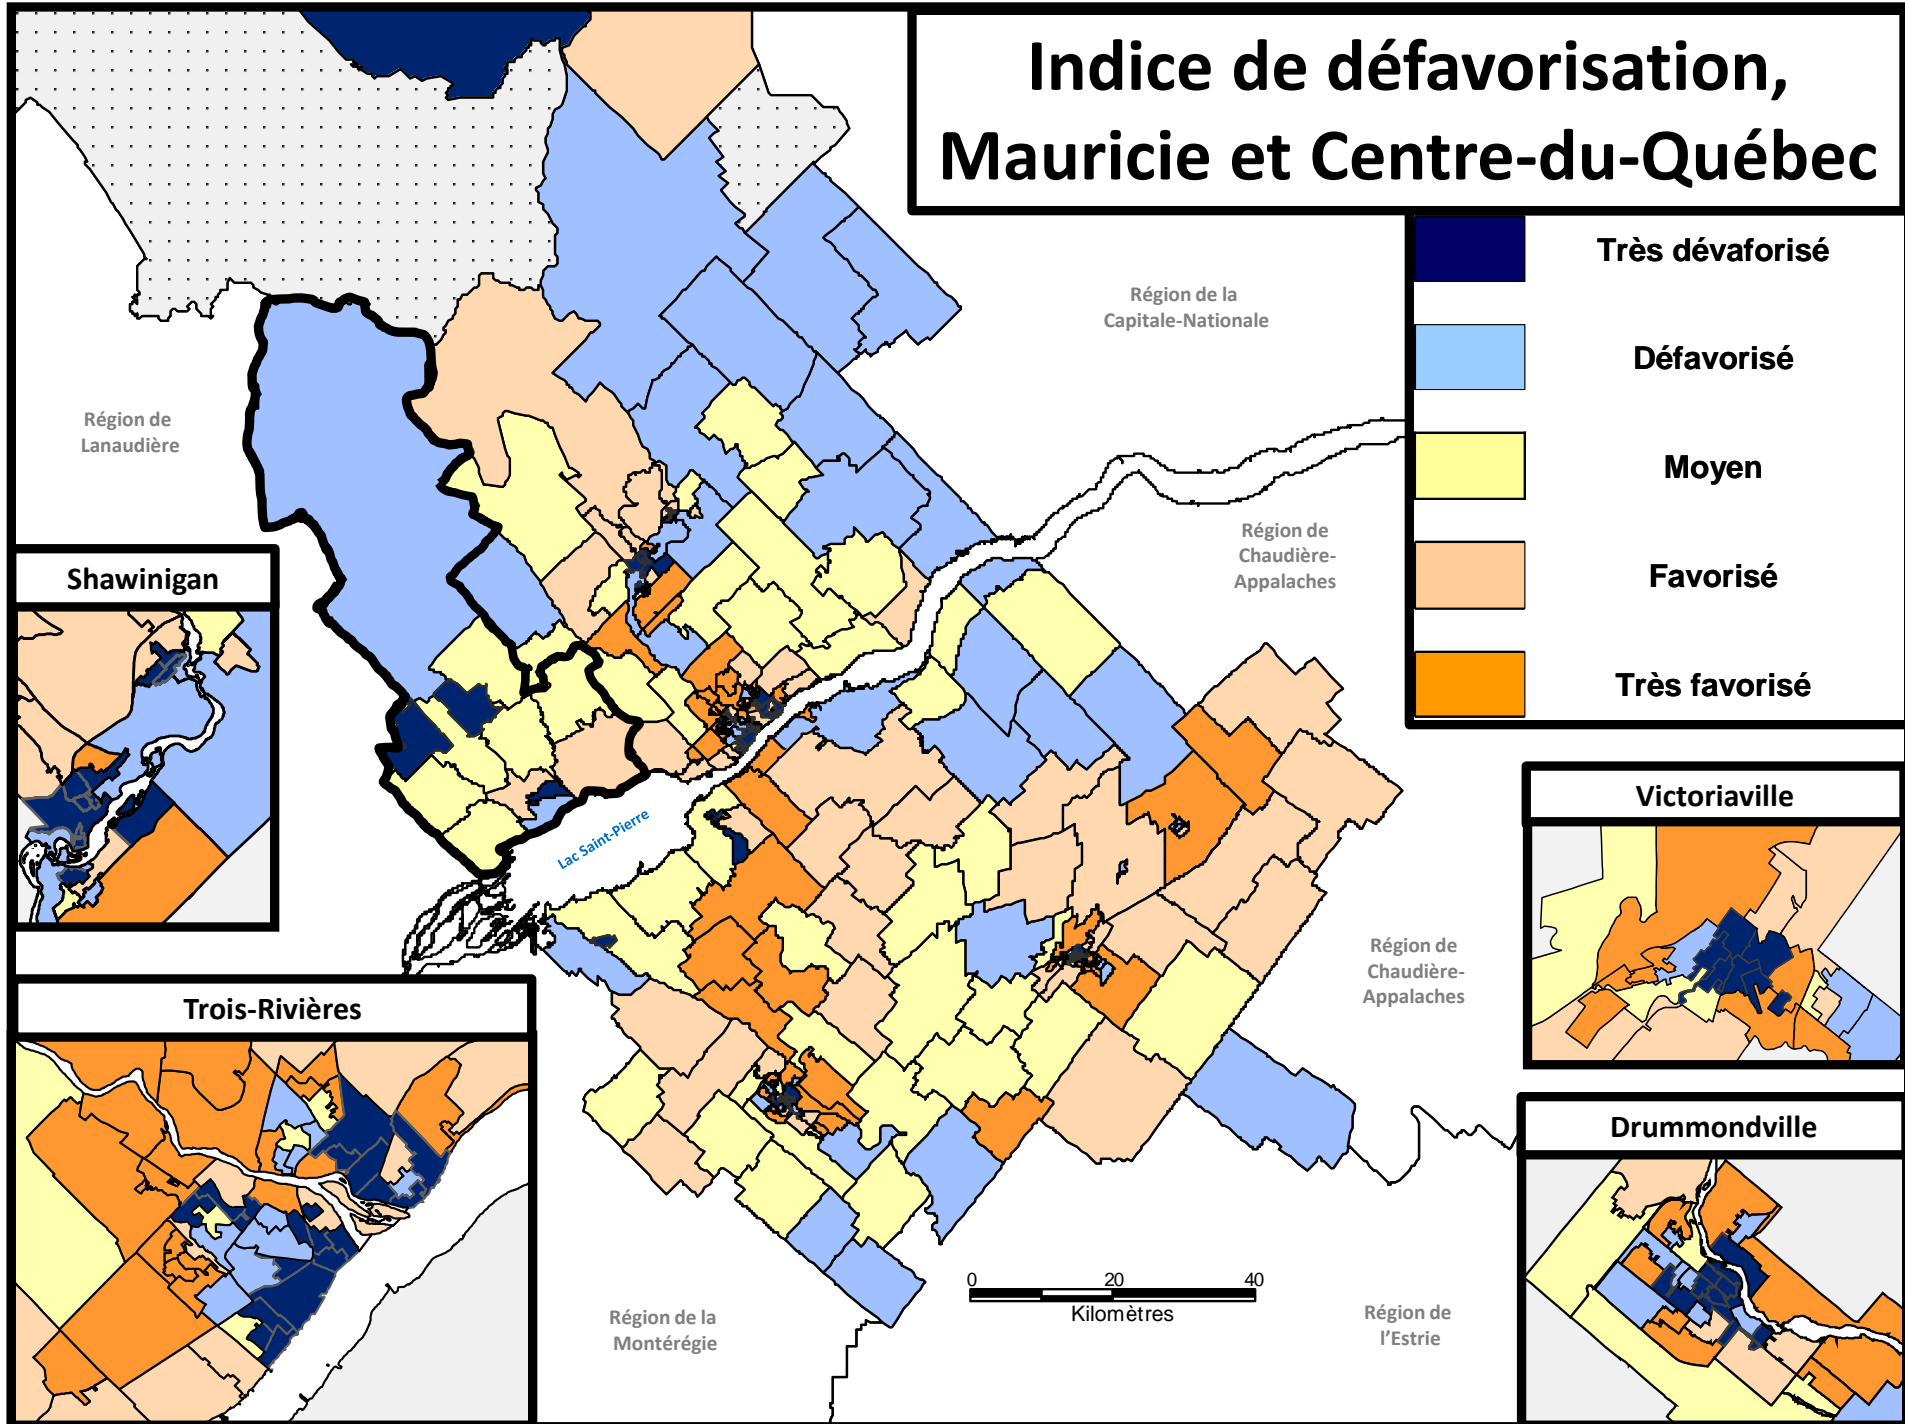 Indice de défavorisation,
Mauricie et Centre-du-Québec
Très dévaforisé
Défavorisé
Moyen
Favorisé
Très favorisé
Région de la
Capitale-Nationale
Région de
Lanaudière
Région de
Chaudière-
Appalaches
Shawinigan
Victoriaville
Lac Saint-Pierre
Région de
Chaudière-
Appalaches
Trois-Rivières
Drummondville
0 20 40
Kilomètres
Région de la
Montérégie
Région de
l'Estrie